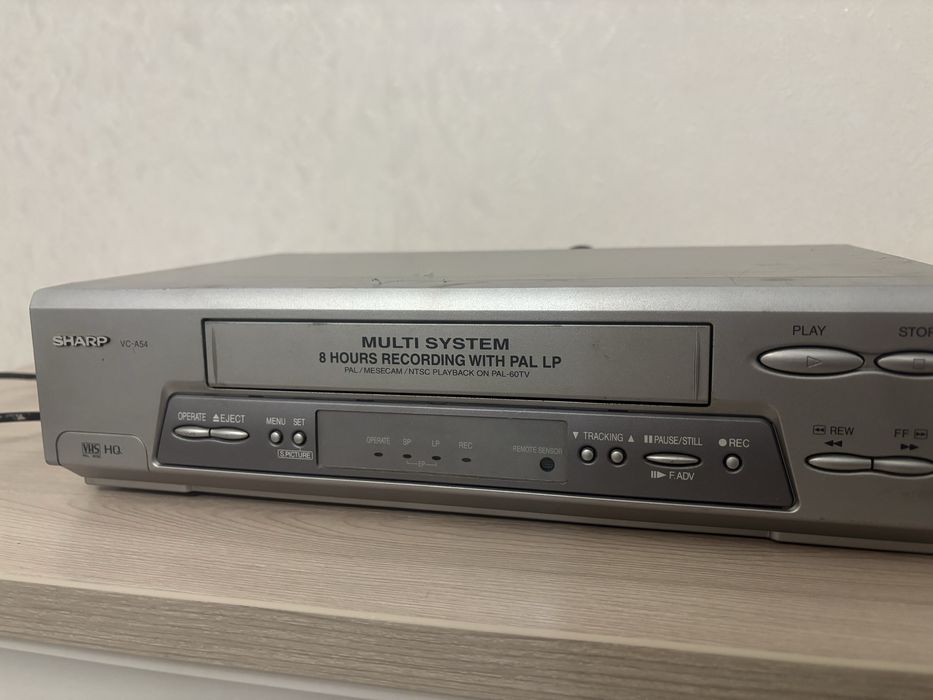 SHARP VC-A54
MULTI SYSTEM
8 HOURS RECORDING WITH PAL LP
PAL/MESECAM/NTSC PLAYBACK ON PAL-60TV
PLAY
STOP
OPERATE ▲EJECT
MENU SET
S.PICTURE
OPERATE SP LP REC
EP
REMOTE SENSOR
▼ TRACKING ▲
PAUSE/STILL
F.ADV
●REC
REW
FF
VHS HQ